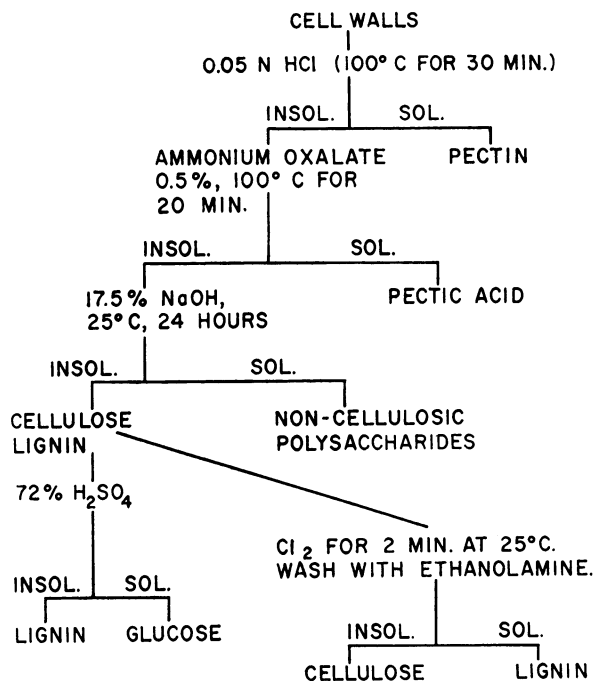 CELL WALLS
0.05 N HCl (100° C FOR 30 MIN.)
INSOL. SOL.
AMMONIUM OXALATE
0.5%, 100° C FOR
20 MIN.
PECTIN
INSOL. SOL.
17.5% NaOH,
25°C, 24 HOURS
PECTIC ACID
INSOL. SOL.
CELLULOSE
LIGNIN
NON-CELLULOSIC
POLYSACCHARIDES
72% H₂SO₄
Cl₂ FOR 2 MIN. AT 25°C.
WASH WITH ETHANOLAMINE.
INSOL. SOL.
LIGNIN GLUCOSE
INSOL. SOL.
CELLULOSE LIGNIN